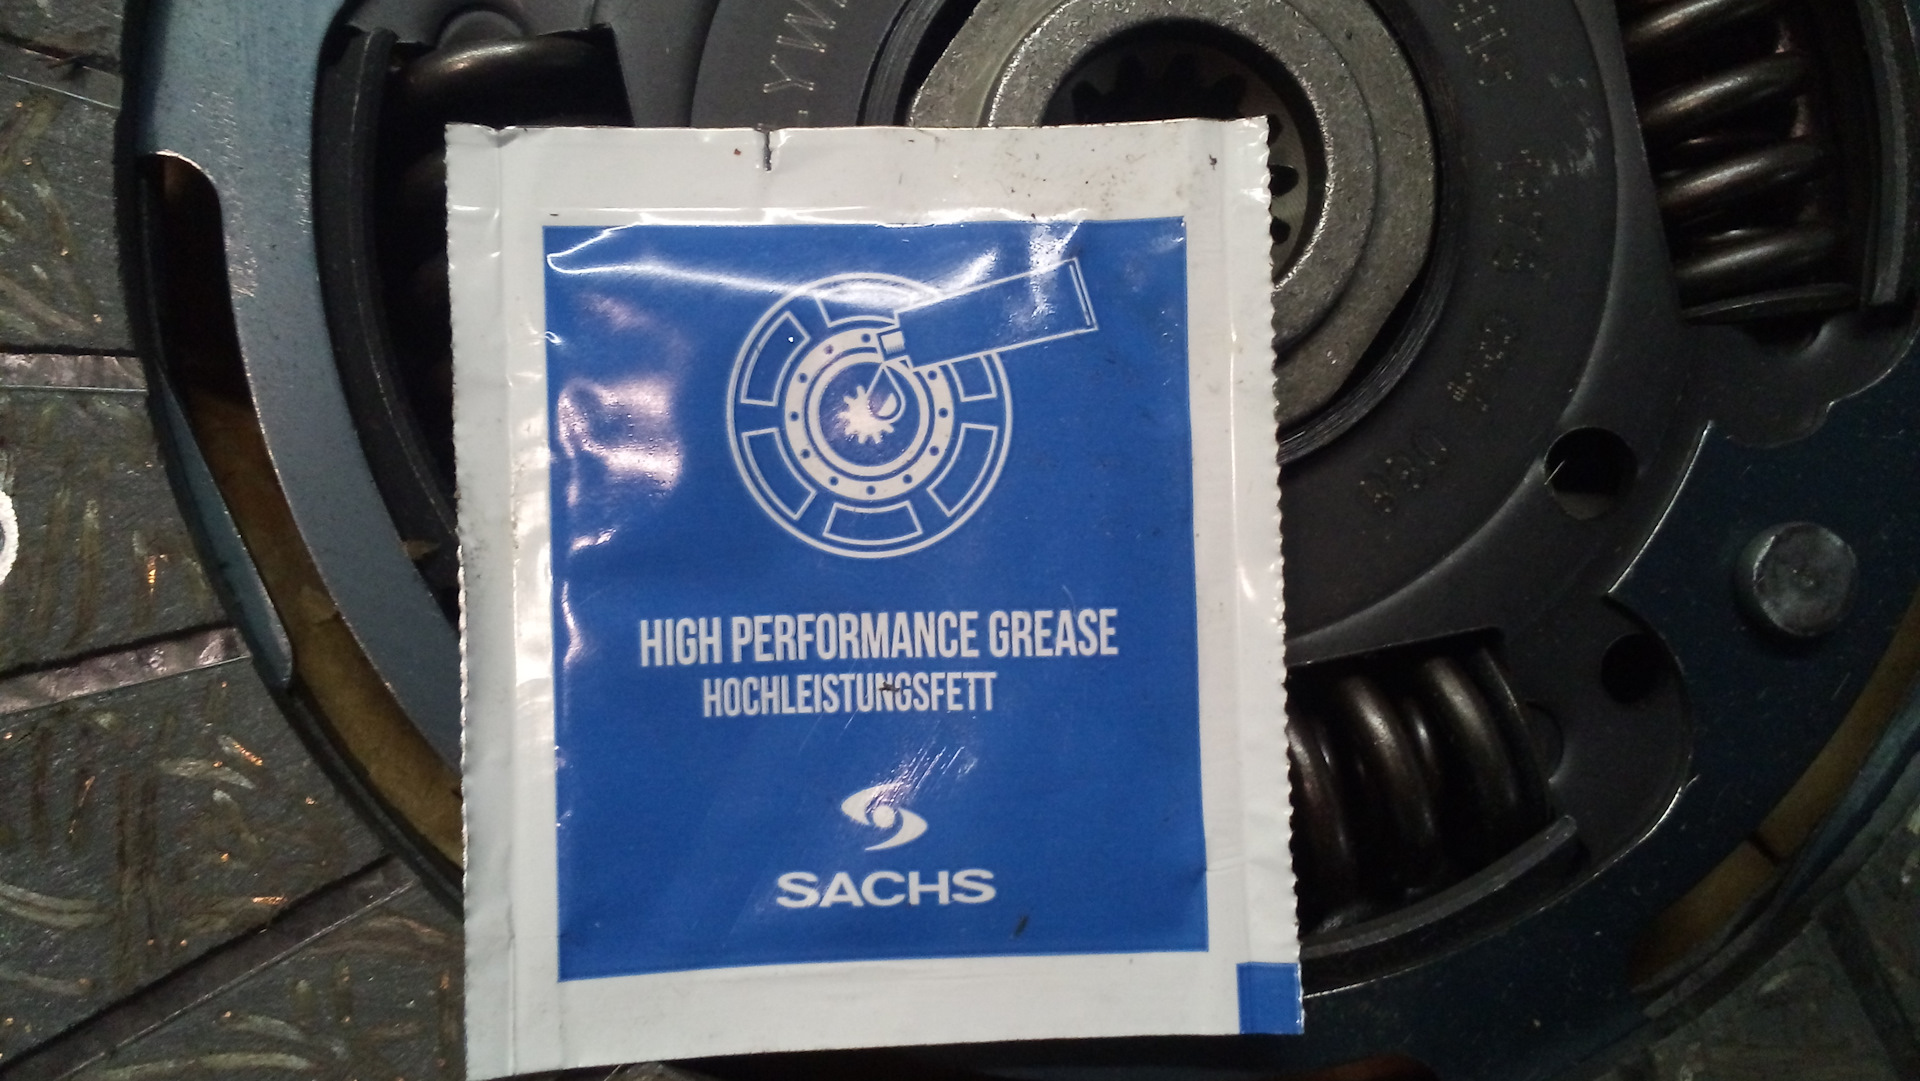 HIGH PERFORMANCE GREASE
HOCHLEISTUNGSFETT
SACHS